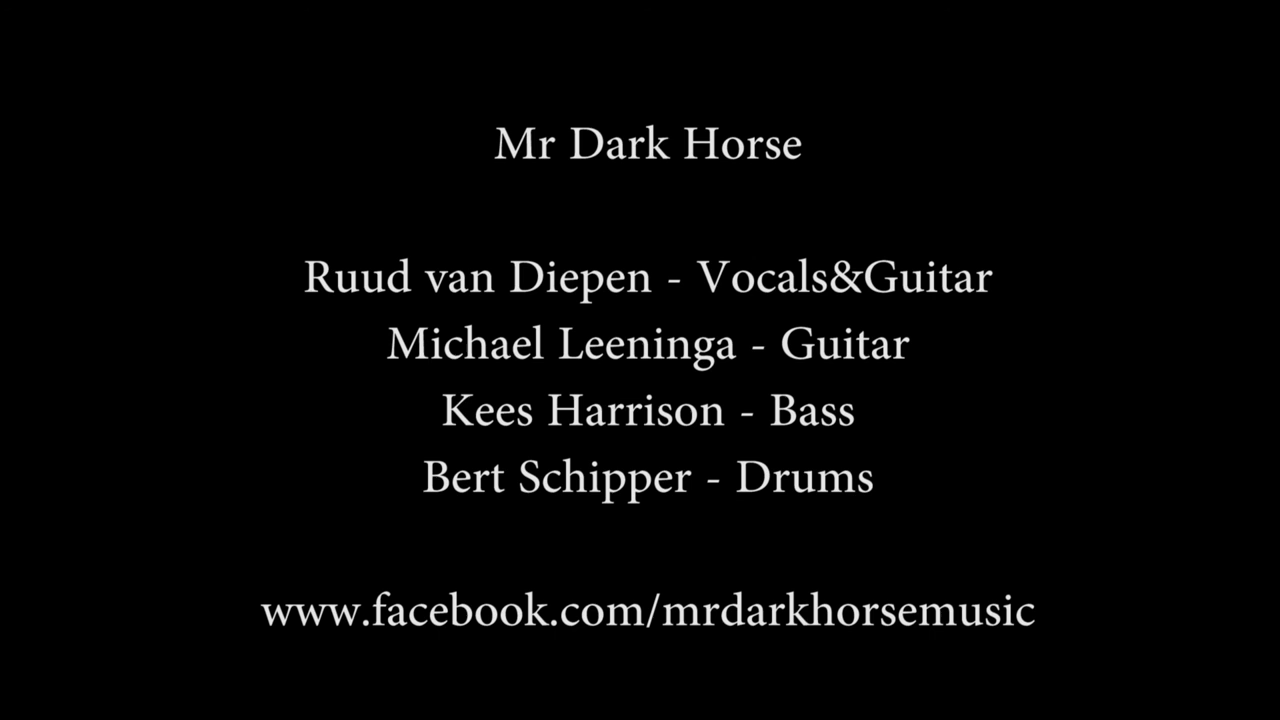 Mr Dark Horse
Ruud van Diepen - Vocals&Guitar
Michael Leeninga - Guitar
Kees Harrison - Bass
Bert Schipper - Drums
www.facebook.com/mrdarkhorsemusic